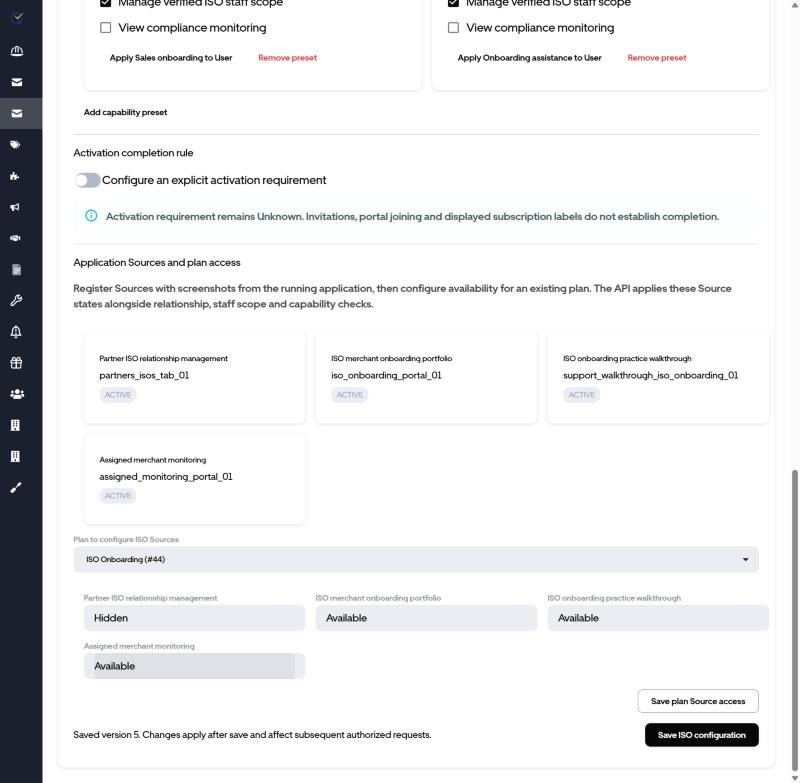 Manage verified ISO staff scope
Manage verified ISO staff scope
View compliance monitoring
View compliance monitoring
Apply Sales onboarding to User
Remove preset
Apply Onboarding assistance to User
Remove preset
Add capability preset
Activation completion rule
Configure an explicit activation requirement
Activation requirement remains Unknown. Invitations, portal joining and displayed subscription labels do not establish completion.
Application Sources and plan access
Register Sources with screenshots from the running application, then configure availability for an existing plan. The API applies these Source
states alongside relationship, staff scope and capability checks.
Partner ISO relationship management
partners_isos_tab_01
ACTIVE
ISO merchant onboarding portfolio
iso_onboarding_portal_01
ACTIVE
ISO onboarding practice walkthrough
support_walkthrough_iso_onboarding_01
ACTIVE
Assigned merchant monitoring
assigned_monitoring_portal_01
ACTIVE
Plan to configure ISO Sources
ISO Onboarding (#44)
Partner ISO relationship management
Hidden
ISO merchant onboarding portfolio
Available
ISO onboarding practice walkthrough
Available
Assigned merchant monitoring
Available
Save plan Source access
Saved version 5. Changes apply after save and affect subsequent authorized requests.
Save ISO configuration